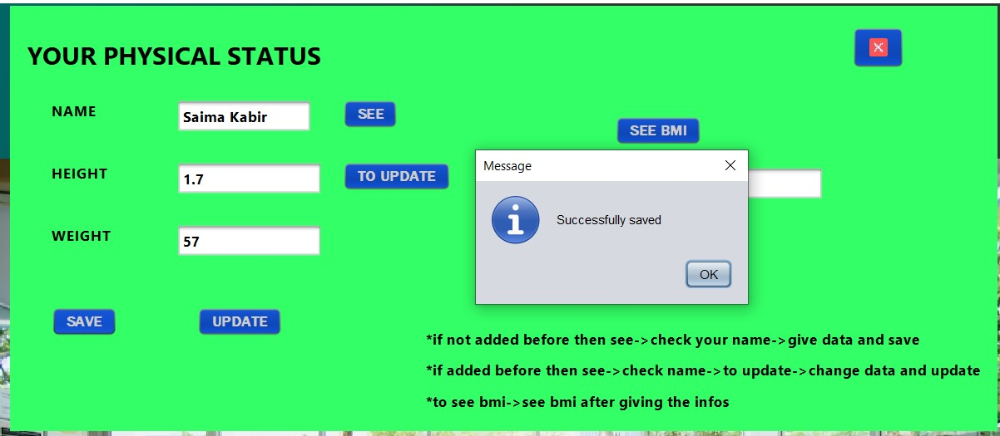 YOUR PHYSICAL STATUS
NAME
Saima Kabir
SEE
SEE BMI
HEIGHT
1.7
TO UPDATE
Message
Successfully saved
OK
WEIGHT
57
SAVE
UPDATE
*if not added before then see->check your name->give data and save
*if added before then see->check name->to update->change data and update
*to see bmi->see bmi after giving the infos